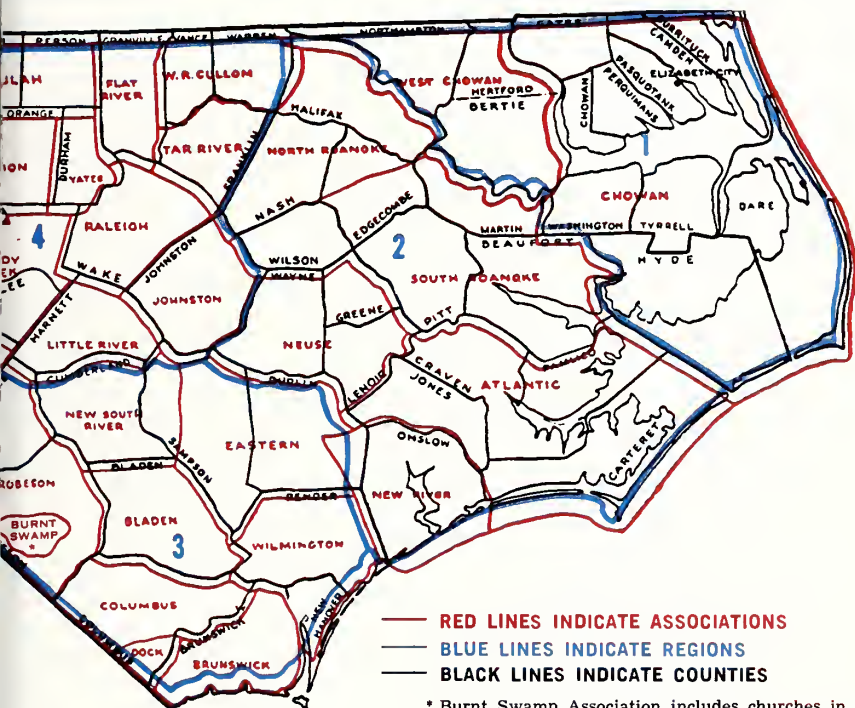 PERSON GRANVILLE VANCE WARREN NORTHAMPTON GATES
CURRITUCK
CAMDEN
PASQUOTANK
ELIZABETH CITY
PERQUIMANS
CHOWAN
1
FLAT
RIVER
W.R. CULLOM
WEST CHOWAN
HERTFORD
BERTIE
ORANGE
DURHAM
YATES
HALIFAX
TAR RIVER
FRANKLIN
NORTH ROANOKE
NASH
EDGECOMBE
CHOWAN
DARE
4
RALEIGH
WAKE
JOHNSTON
JOHNSTON
WILSON
WAYNE
2
MARTIN
BEAUFORT
WASHINGTON
TYRRELL
HYDE
SOUTH ROANOKE
HARNETT
LITTLE RIVER
CUMBERLAND
NEUSE
GREENE
PITT
LENOIR
CRAVEN
JONES
PAMLICO
ATLANTIC
DUPLIN
NEW SOUTH
RIVER
SAMPSON
EASTERN
ONSLOW
CARTERET
BLADEN
PENDER
NEW RIVER
ROBESON
BURNT
SWAMP
*
BLADEN
3
WILMINGTON
COLUMBUS
COLUMBUS
DOCK
BRUNSWICK
BRUNSWICK
NEW
HANOVER
RED LINES INDICATE ASSOCIATIONS
BLUE LINES INDICATE REGIONS
BLACK LINES INDICATE COUNTIES
* Burnt Swamp Association includes churches in